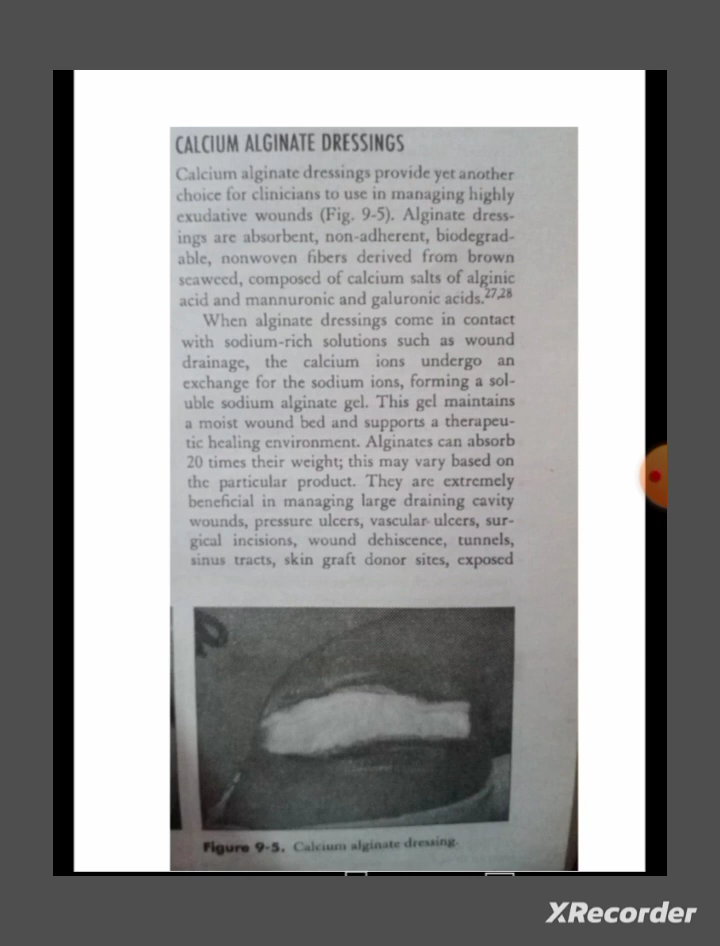 CALCIUM ALGINATE DRESSINGS
Calcium alginate dressings provide yet another
choice for clinicians to use in managing highly
exudative wounds (Fig. 9-5). Alginate dress-
ings are absorbent, non-adherent, biodegrad-
able, nonwoven fibers derived from brown
seaweed, composed of calcium salts of alginic
acid and mannuronic and galuronic acids.27,28
When alginate dressings come in contact
with sodium-rich solutions such as wound
drainage, the calcium ions undergo an
exchange for the sodium ions, forming a sol-
uble sodium alginate gel. This gel maintains
a moist wound bed and supports a therapeu-
tic healing environment. Alginates can absorb
20 times their weight; this may vary based on
the particular product. They are extremely
beneficial in managing large draining cavity
wounds, pressure ulcers, vascular ulcers, sur-
gical incisions, wound dehiscence, tunnels,
sinus tracts, skin graft donor sites, exposed
Figure 9-5. Calcium alginate dressing.
XRecorder